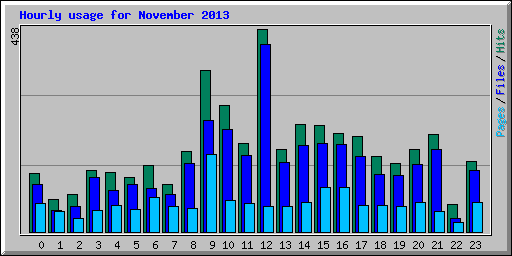 Hourly usage for November 2013
438
Pages/Files/Hits
0 1 2 3 4 5 6 7 8 9 10 11 12 13 14 15 16 17 18 19 20 21 22 23